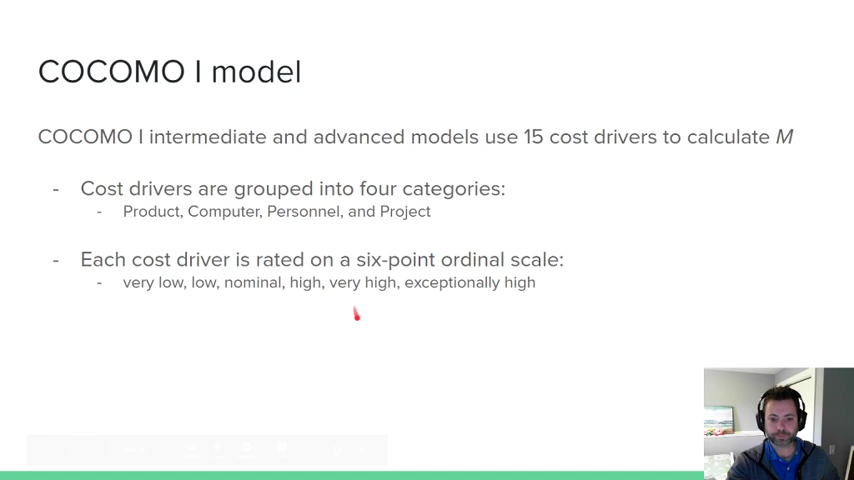 COCOMO I model
COCOMO I intermediate and advanced models use 15 cost drivers to calculate M
- Cost drivers are grouped into four categories:
- Product, Computer, Personnel, and Project
- Each cost driver is rated on a six-point ordinal scale:
- very low, low, nominal, high, very high, exceptionally high